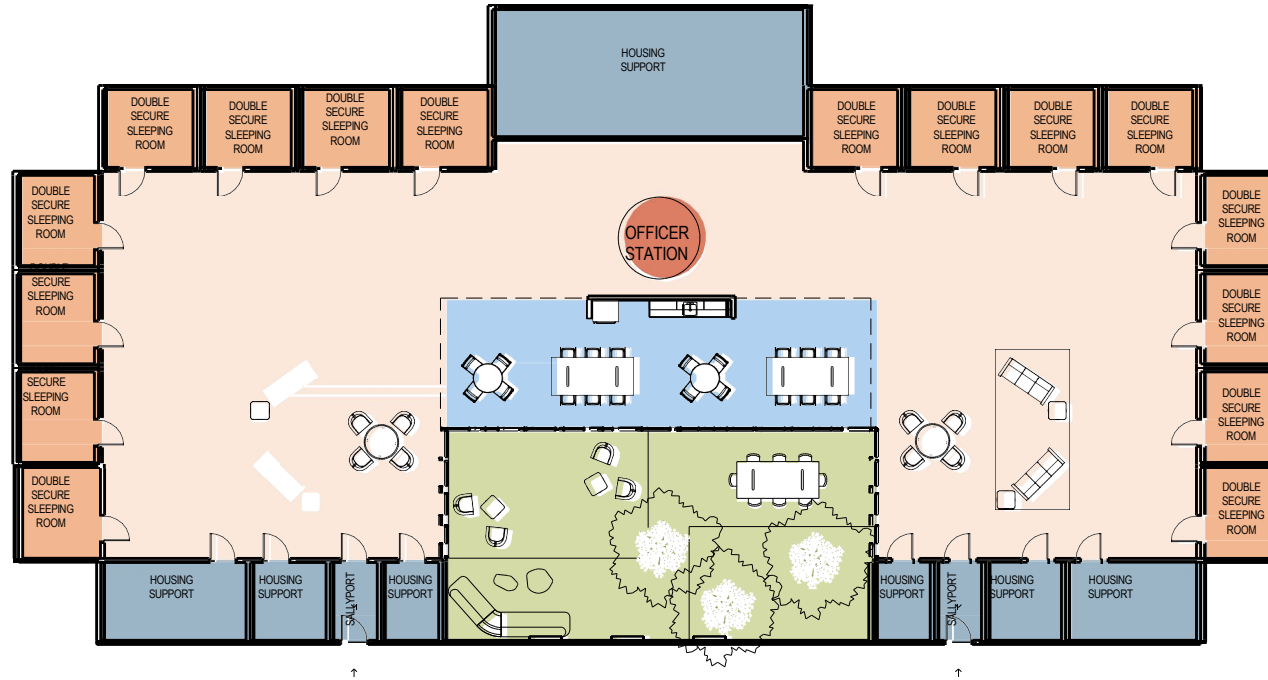 HOUSING
SUPPORT
DOUBLE
SECURE
SLEEPING
ROOM
DOUBLE
SECURE
SLEEPING
ROOM
DOUBLE
SECURE
SLEEPING
ROOM
DOUBLE
SECURE
SLEEPING
ROOM
DOUBLE
SECURE
SLEEPING
ROOM
DOUBLE
SECURE
SLEEPING
ROOM
DOUBLE
SECURE
SLEEPING
ROOM
DOUBLE
SECURE
SLEEPING
ROOM
DOUBLE
SECURE
SLEEPING
ROOM
DOUBLE
SECURE
SLEEPING
ROOM
OFFICER
STATION
SECURE
SLEEPING
ROOM
DOUBLE
SECURE
SLEEPING
ROOM
SECURE
SLEEPING
ROOM
DOUBLE
SECURE
SLEEPING
ROOM
DOUBLE
SECURE
SLEEPING
ROOM
DOUBLE
SECURE
SLEEPING
ROOM
HOUSING
SUPPORT
HOUSING
SUPPORT
SALLYPORT
HOUSING
SUPPORT
HOUSING
SUPPORT
SALLYPORT
HOUSING
SUPPORT
HOUSING
SUPPORT